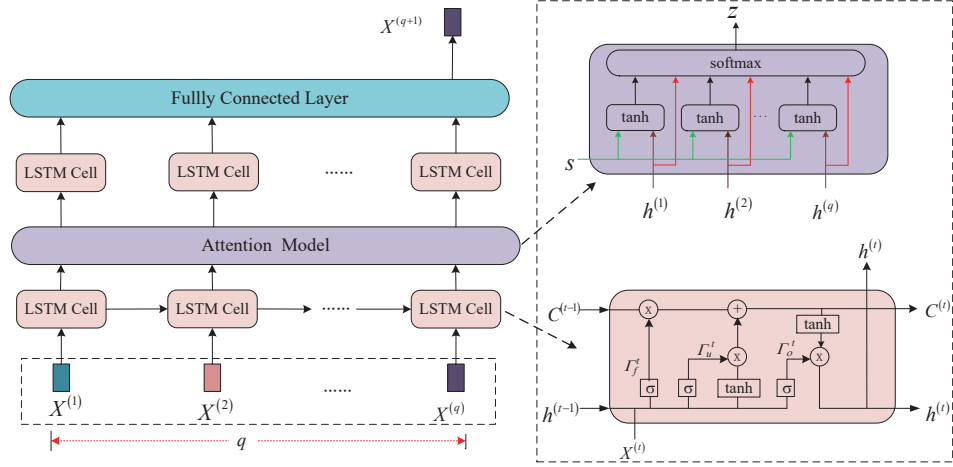 X^{(q+1)}
Fullly Connected Layer
LSTM Cell LSTM Cell ...... LSTM Cell
Attention Model
LSTM Cell LSTM Cell ...... LSTM Cell
X^{(1)} X^{(2)} ...... X^{(q)}
q
z
softmax
tanh tanh ... tanh
s
h^{(1)} h^{(2)} h^{(q)}
h^{(t)}
C^{(t-1)} x + C^{(t)}
tanh
Γ_f^t Γ_u^t x Γ_o^t x
σ σ tanh σ
h^{(t-1)} h^{(t)}
X^{(t)}